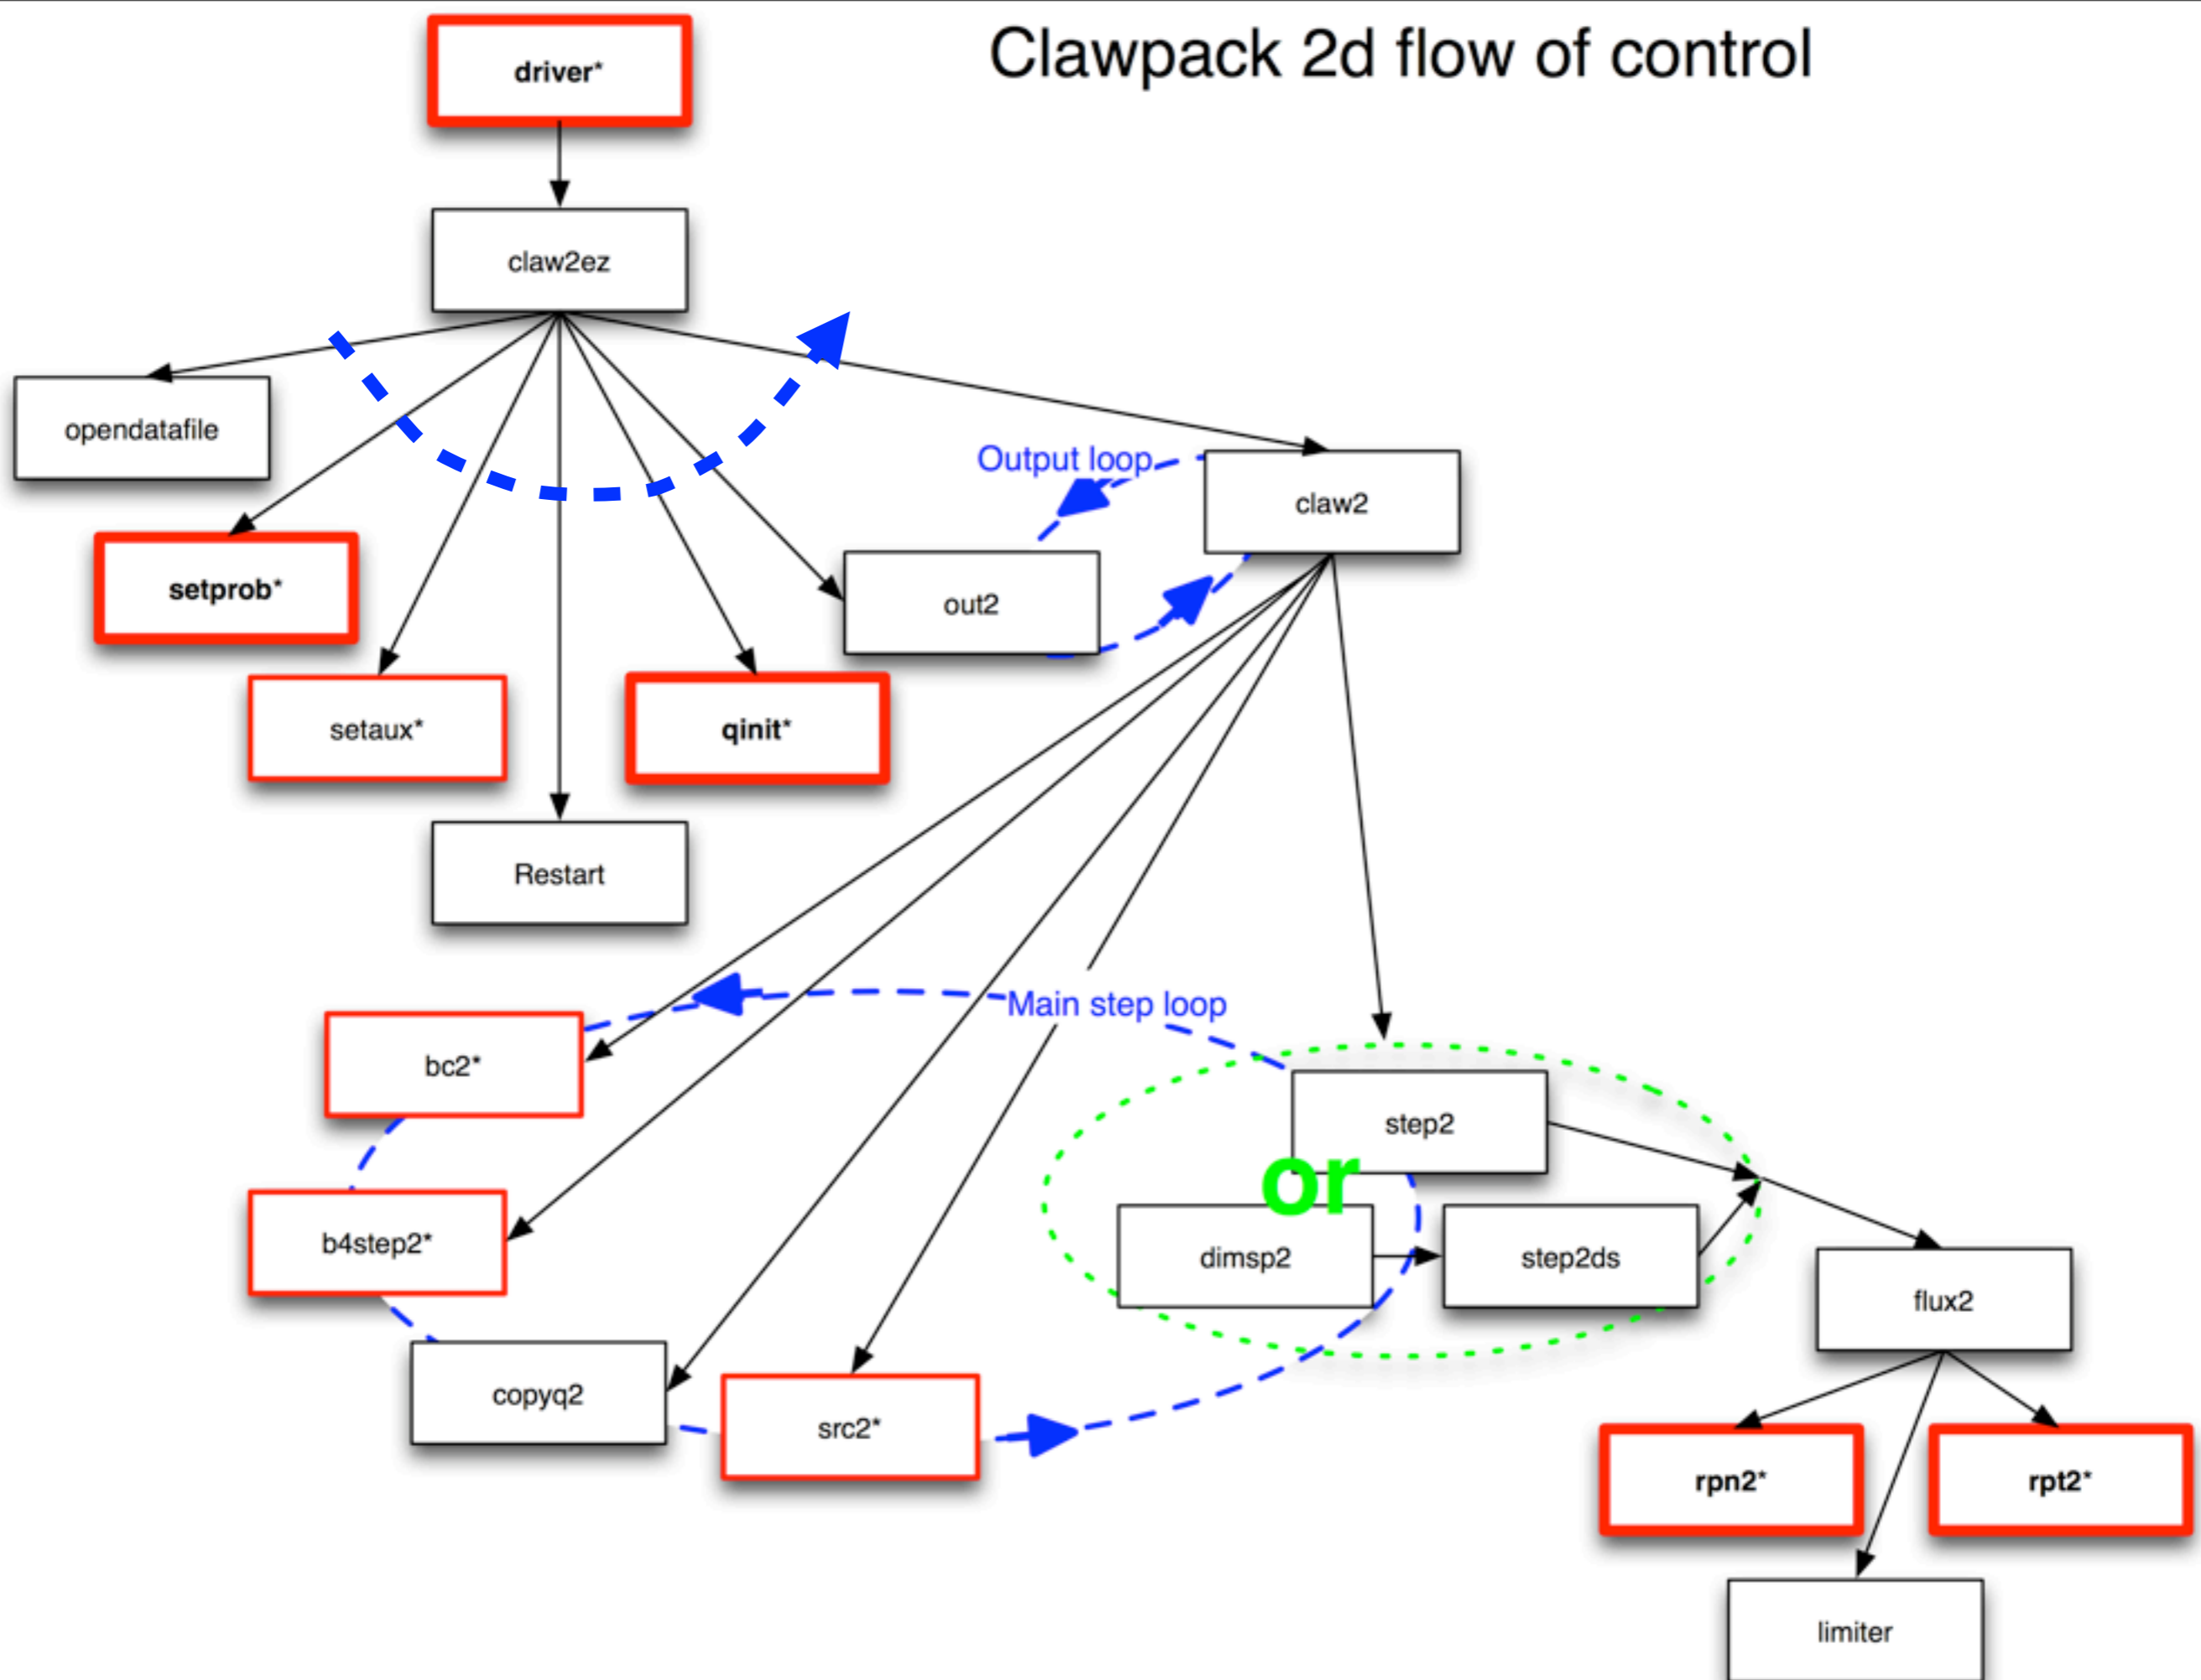 Clawpack 2d flow of control
driver*
claw2ez
opendatafile
Output loop
claw2
setprob*
out2
setaux*
qinit*
Restart
Main step loop
bc2*
step2
or
b4step2*
dimsp2
step2ds
flux2
copyq2
src2*
rpn2*
rpt2*
limiter